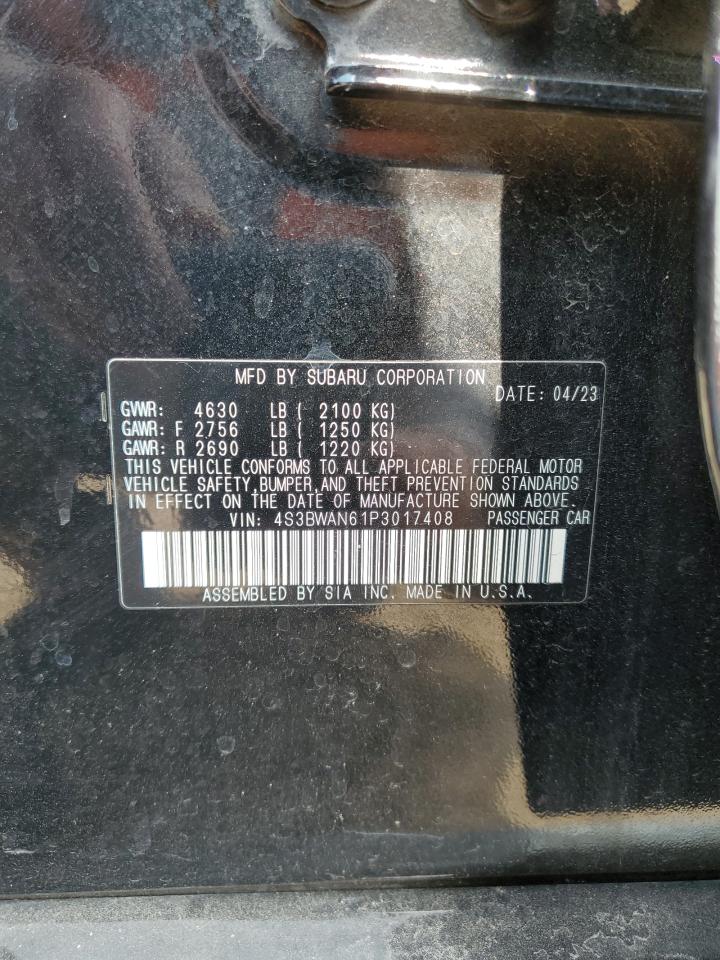 MFD BY SUBARU CORPORATION
DATE: 04/23
GVWR: 4630 LB ( 2100 KG)
GAWR: F 2756 LB ( 1250 KG)
GAWR: R 2690 LB ( 1220 KG)
THIS VEHICLE CONFORMS TO ALL APPLICABLE FEDERAL MOTOR
VEHICLE SAFETY, BUMPER, AND THEFT PREVENTION STANDARDS
IN EFFECT ON THE DATE OF MANUFACTURE SHOWN ABOVE.
VIN: 4S3BWAN61P3017408 PASSENGER CAR
ASSEMBLED BY SIA INC. MADE IN U.S.A.